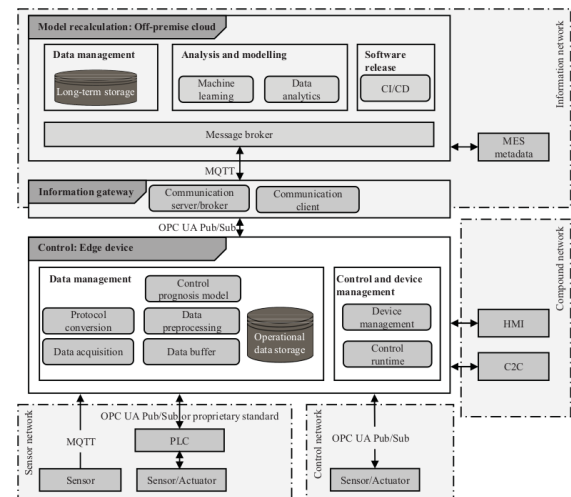 Model recalculation: Off-premise cloud
Data management
Long-term storage
Analysis and modelling
Machine
learning
Data
analytics
Software
release
CI/CD
Message broker
Information network
MES
metadata
MQTT
Information gateway
Communication
server/broker
Communication
client
OPC UA Pub/Sub
Control: Edge device
Data management
Control
prognosis model
Protocol
conversion
Data
preprocessing
Data acquisition
Data buffer
Operational
data storage
Control and device
management
Device
management
Control
runtime
Compound network
HMI
C2C
Sensor network
MQTT
OPC UA Pub/Sub or proprietary standard
PLC
Sensor
Sensor/Actuator
Control network
OPC UA Pub/Sub
Sensor/Actuator